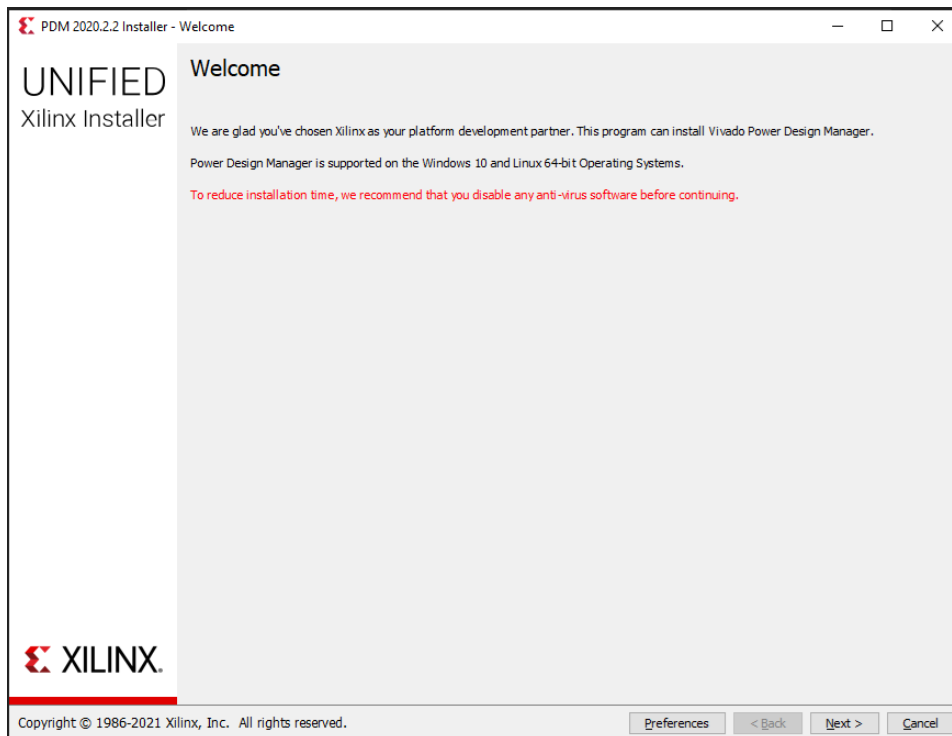 PDM 2020.2.2 Installer - Welcome
UNIFIED
Xilinx Installer
Welcome
We are glad you've chosen Xilinx as your platform development partner. This program can install Vivado Power Design Manager.
Power Design Manager is supported on the Windows 10 and Linux 64-bit Operating Systems.
To reduce installation time, we recommend that you disable any anti-virus software before continuing.
XILINX.
Copyright © 1986-2021 Xilinx, Inc. All rights reserved.
Preferences
< Back
Next >
Cancel